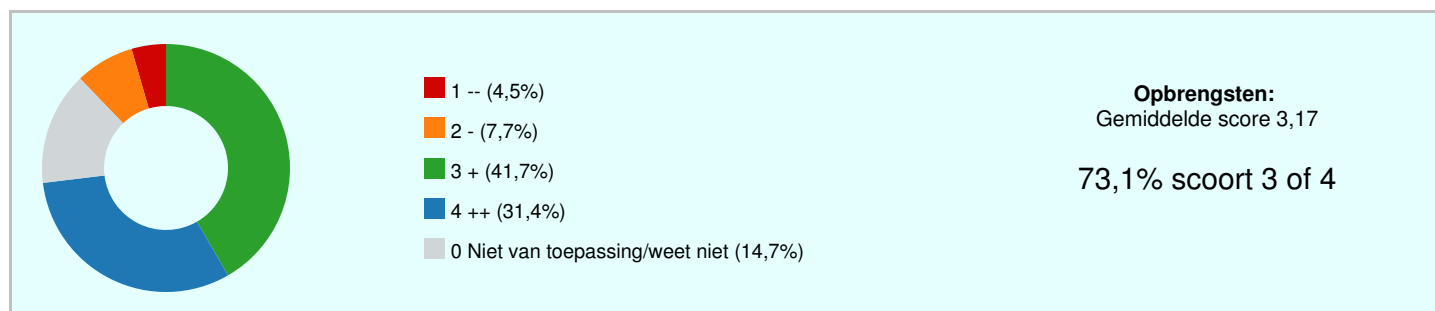 1 -- (4,5%)
2 - (7,7%)
3 + (41,7%)
4 ++ (31,4%)
0 Niet van toepassing/weet niet (14,7%)
Opbrengsten:
Gemiddelde score 3,17
73,1% scoort 3 of 4